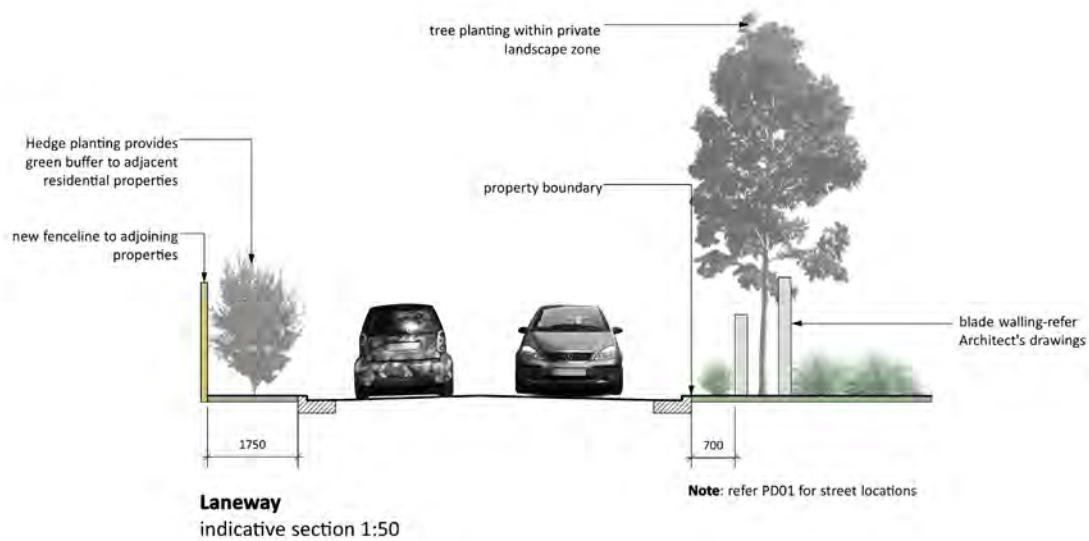 tree planting within private
landscape zone
Hedge planting provides
green buffer to adjacent
residential properties
property boundary
new fenceline to adjoining
properties
blade walling-refer
Architect's drawings
1750
700
Note: refer PD01 for street locations
Laneway
indicative section 1:50